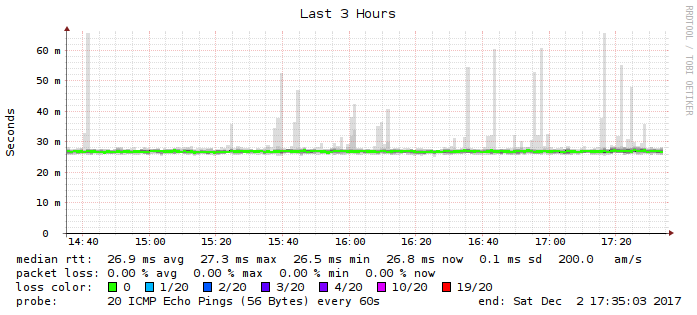 Last 3 Hours
RRDTOOL / TOBI OETIKER
Seconds
60 m
50 m
40 m
30 m
20 m
10 m
0
14:40 15:00 15:20 15:40 16:00 16:20 16:40 17:00 17:20
median rtt: 26.9 ms avg 27.3 ms max 26.5 ms min 26.8 ms now 0.1 ms sd 200.0 am/s
packet loss: 0.00 % avg 0.00 % max 0.00 % min 0.00 % now
loss color: 0 1/20 2/20 3/20 4/20 10/20 19/20
probe: 20 ICMP Echo Pings (56 Bytes) every 60s end: Sat Dec 2 17:35:03 2017